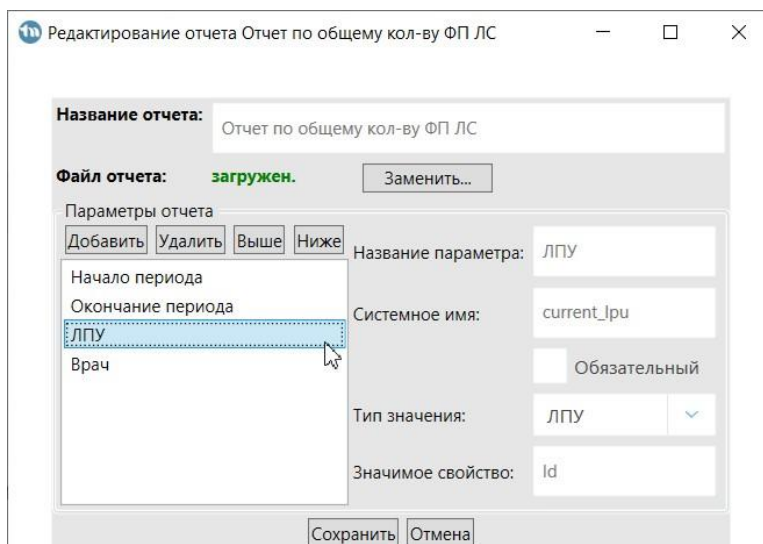 Редактирование отчета Отчет по общему кол-ву ФП ЛС
Название отчета: Отчет по общему кол-ву ФП ЛС
Файл отчета: загружен. Заменить...
Параметры отчета
Добавить Удалить Выше Ниже
Начало периода
Окончание периода
ЛПУ
Врач
Название параметра: ЛПУ
Системное имя: current_lpu
Обязательный
Тип значения: ЛПУ
Значимое свойство: Id
Сохранить Отмена